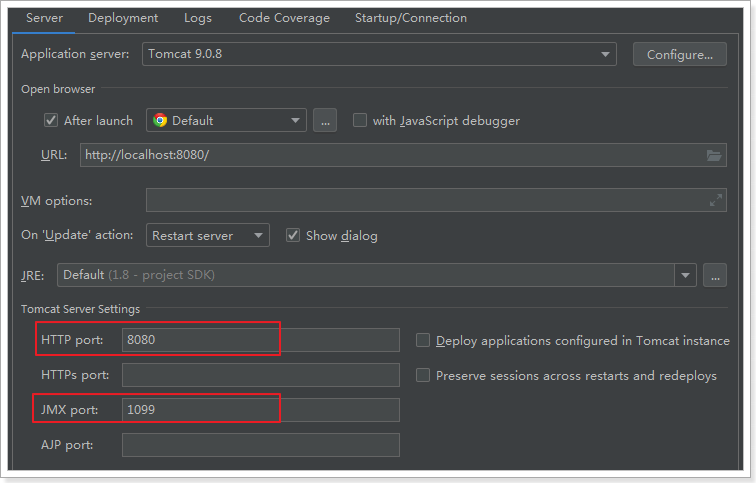 Server Deployment Logs Code Coverage Startup/Connection
Application server: Tomcat 9.0.8 Configure...
Open browser
After launch Default ... with JavaScript debugger
URL: http://localhost:8080/
VM options:
On 'Update' action: Restart server Show dialog
JRE: Default (1.8 - project SDK) ...
Tomcat Server Settings
HTTP port: 8080 Deploy applications configured in Tomcat instance
HTTPs port: Preserve sessions across restarts and redeploys
JMX port: 1099
AJP port: